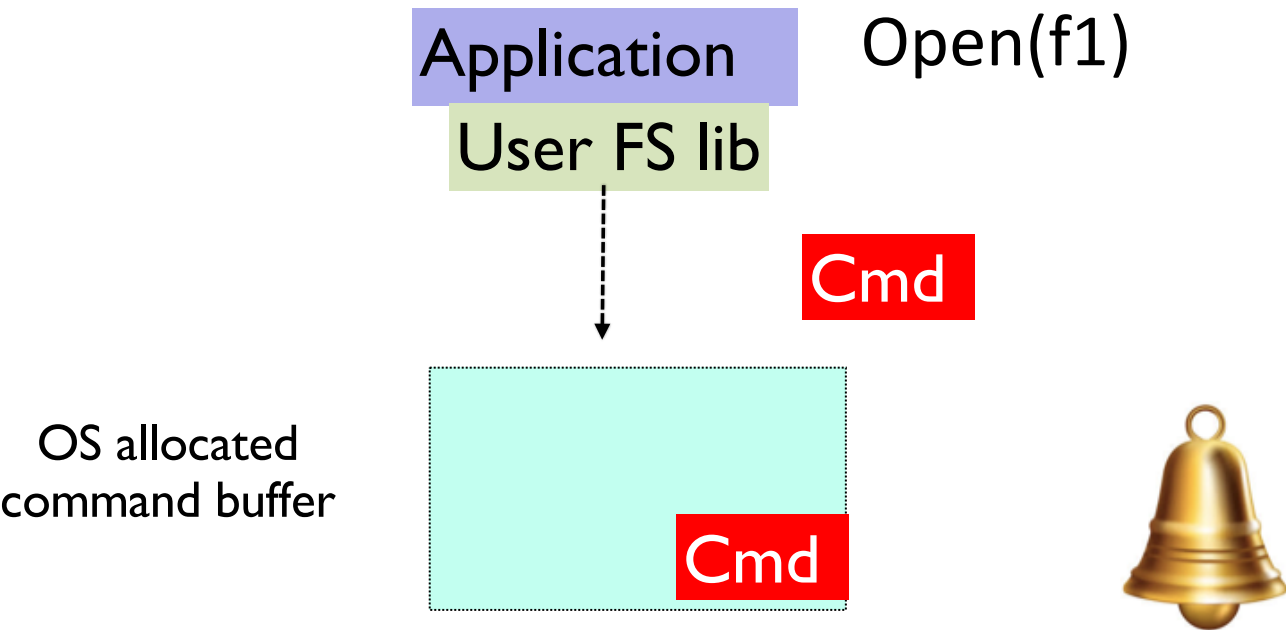 Application
Open(f1)
User FS lib
Cmd
OS allocated
command buffer
Cmd